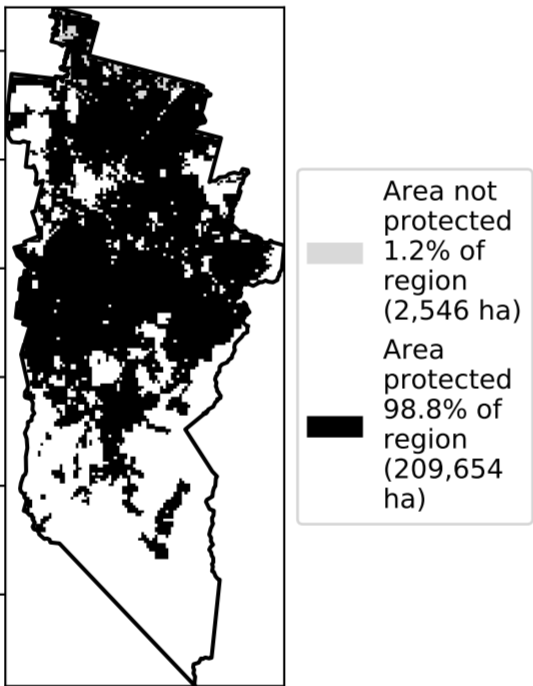 Area not
protected
1.2% of
region
(2,546 ha)
Area
protected
98.8% of
region
(209,654
ha)